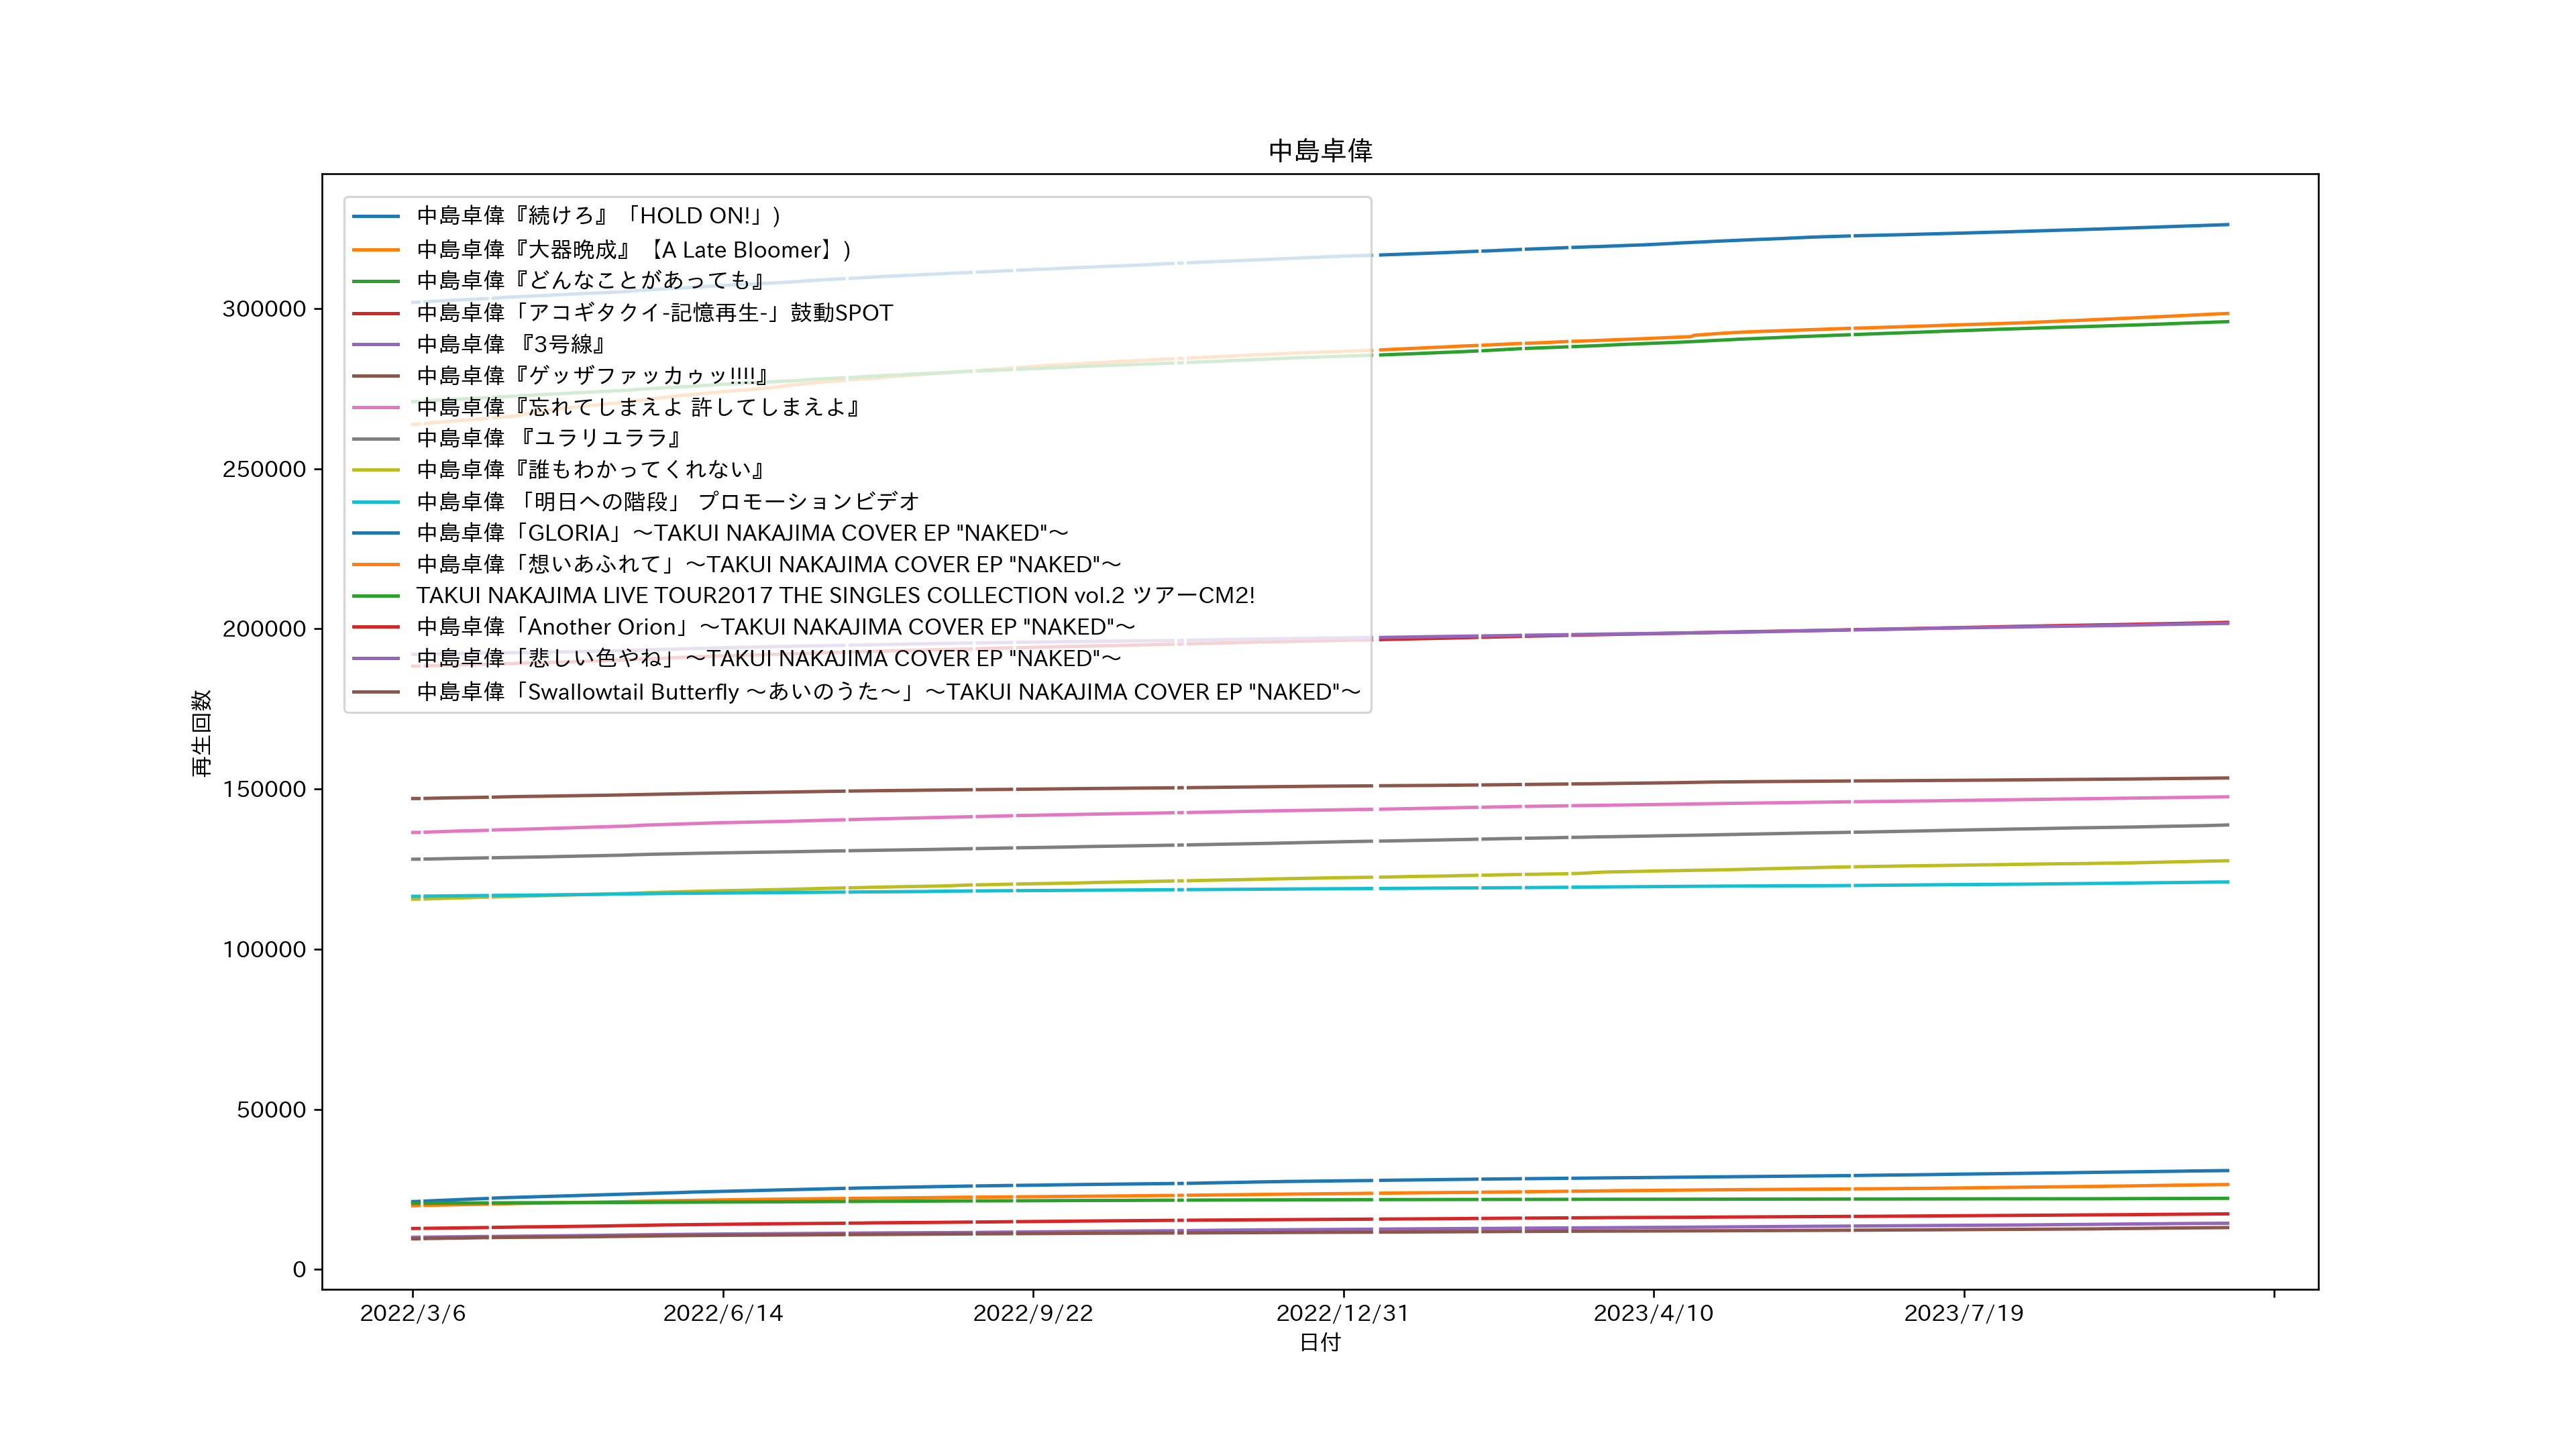 中島卓偉
中島卓偉『続けろ』「HOLD ON!」)
中島卓偉『大器晩成』【A Late Bloomer】)
中島卓偉『どんなことがあっても』
中島卓偉「アコギタクイ-記憶再生-」鼓動SPOT
中島卓偉 『3号線』
中島卓偉『ゲッザファッカゥッ!!!!』
中島卓偉『忘れてしまえよ 許してしまえよ』
中島卓偉 『ユラリユララ』
中島卓偉『誰もわかってくれない』
中島卓偉 「明日への階段」 プロモーションビデオ
中島卓偉「GLORIA」〜TAKUI NAKAJIMA COVER EP "NAKED"〜
中島卓偉「想いあふれて」〜TAKUI NAKAJIMA COVER EP "NAKED"〜
TAKUI NAKAJIMA LIVE TOUR2017 THE SINGLES COLLECTION vol.2 ツアーCM2!
中島卓偉「Another Orion」〜TAKUI NAKAJIMA COVER EP "NAKED"〜
中島卓偉「悲しい色やね」〜TAKUI NAKAJIMA COVER EP "NAKED"〜
中島卓偉「Swallowtail Butterfly 〜あいのうた〜」〜TAKUI NAKAJIMA COVER EP "NAKED"〜
再生回数
300000
250000
200000
150000
100000
50000
0
2022/3/6
2022/6/14
2022/9/22
2022/12/31
2023/4/10
2023/7/19
日付